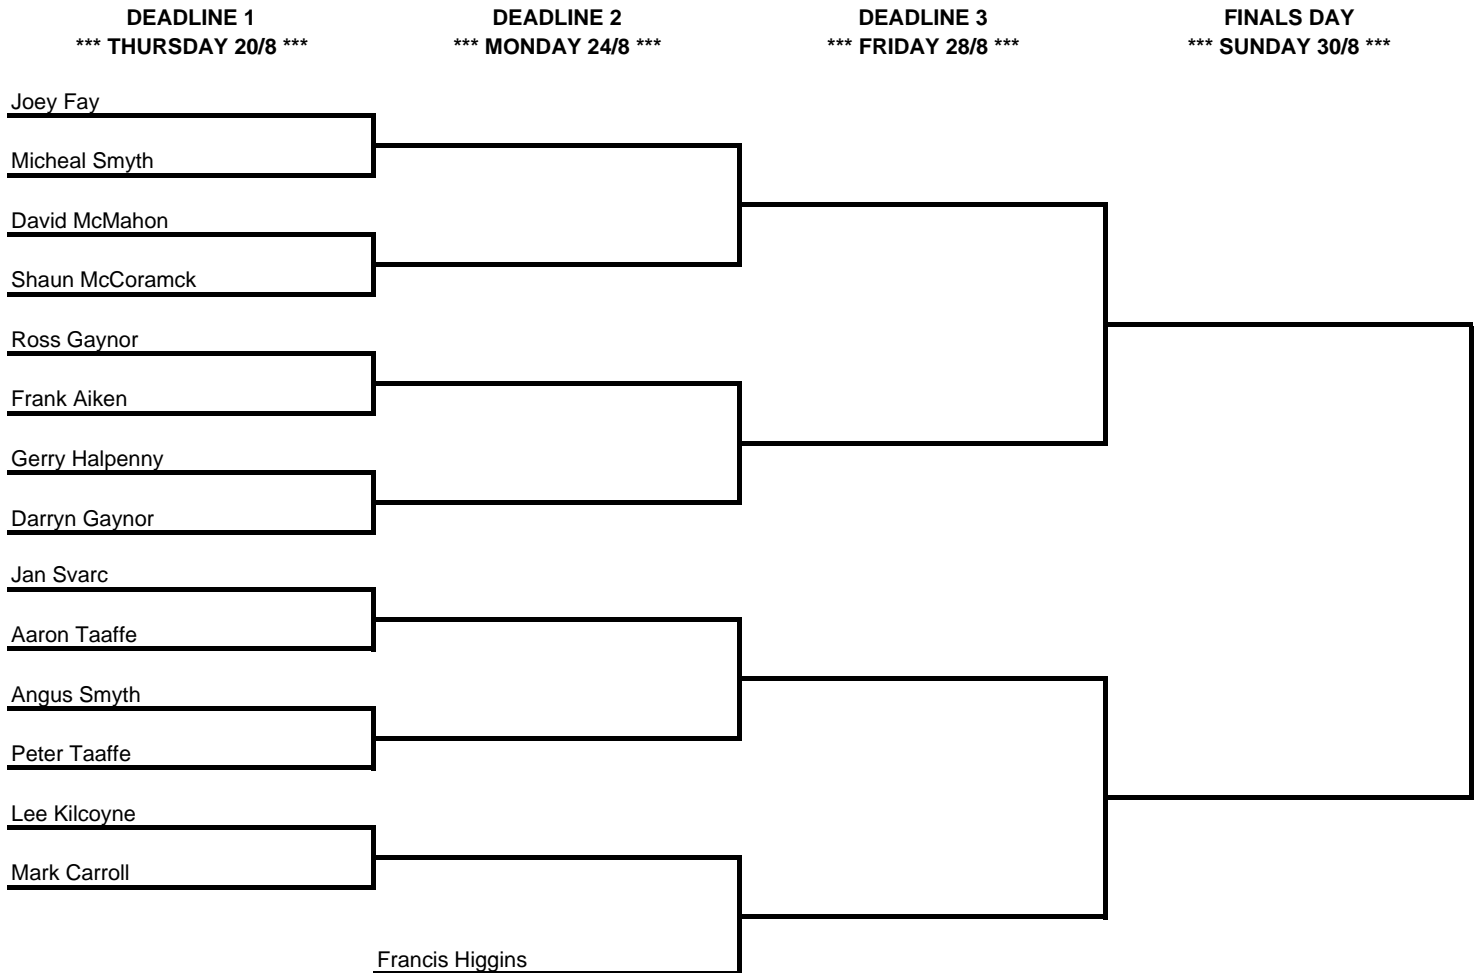 DEADLINE 1 DEADLINE 2 DEADLINE 3 FINALS DAY
*** THURSDAY 20/8 *** *** MONDAY 24/8 *** *** FRIDAY 28/8 *** *** SUNDAY 30/8 ***
Joey Fay
Micheal Smyth
David McMahon
Shaun McCoramck
Ross Gaynor
Frank Aiken
Gerry Halpenny
Darryn Gaynor
Jan Svarc
Aaron Taaffe
Angus Smyth
Peter Taaffe
Lee Kilcoyne
Mark Carroll
Francis Higgins